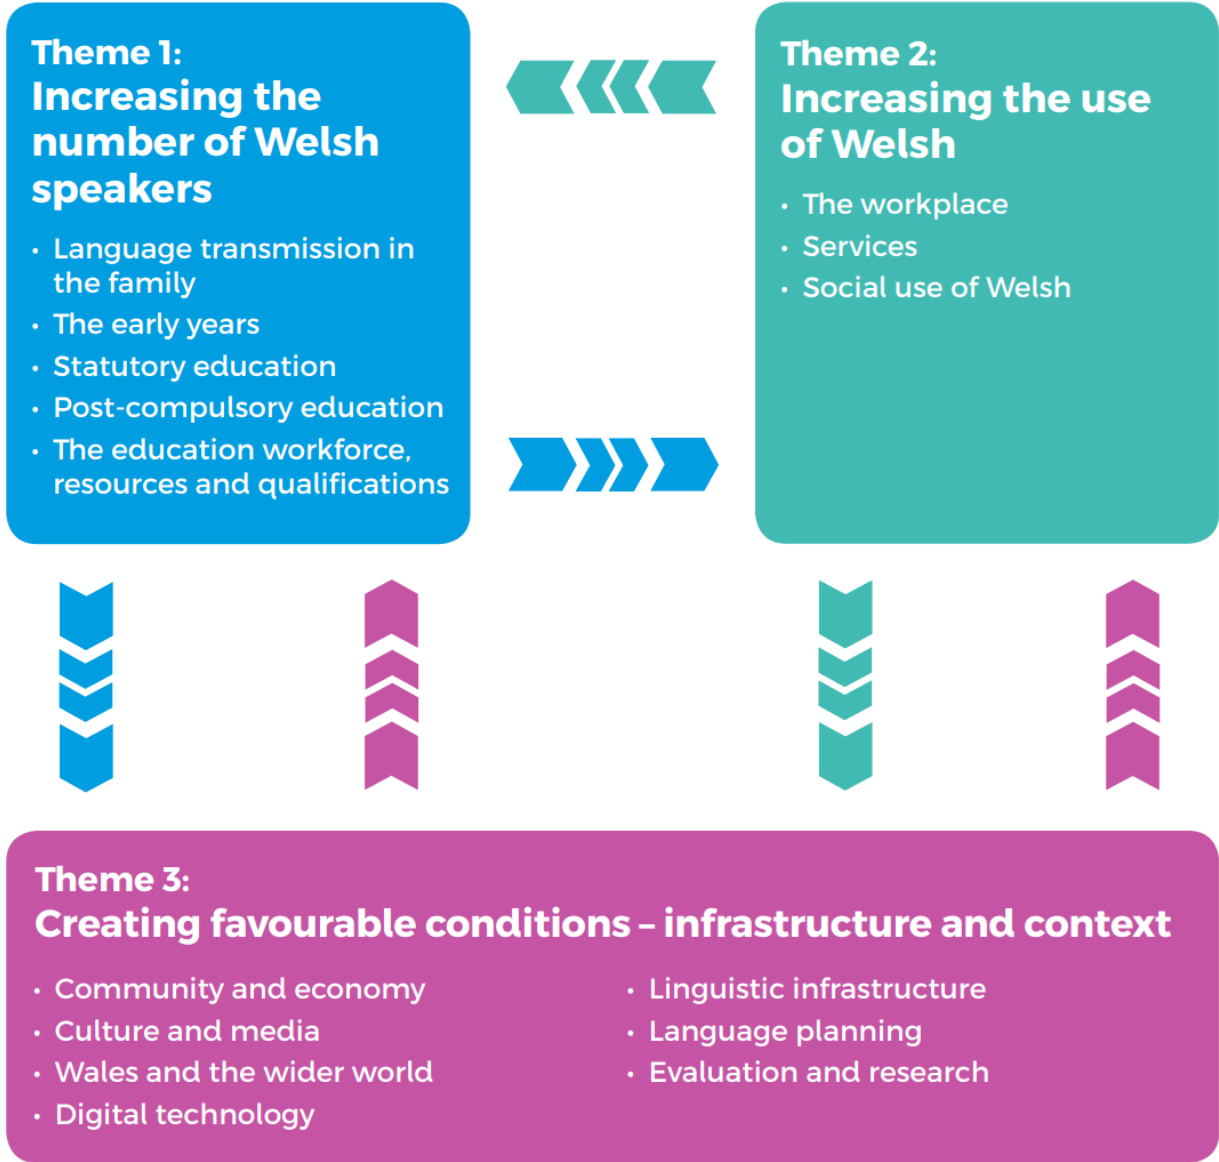 Theme 1:
Increasing the
number of Welsh
speakers
• Language transmission in
the family
• The early years
• Statutory education
• Post-compulsory education
• The education workforce,
resources and qualifications
Theme 2:
Increasing the use
of Welsh
• The workplace
• Services
• Social use of Welsh
Theme 3:
Creating favourable conditions – infrastructure and context
• Community and economy
• Culture and media
• Wales and the wider world
• Digital technology
• Linguistic infrastructure
• Language planning
• Evaluation and research